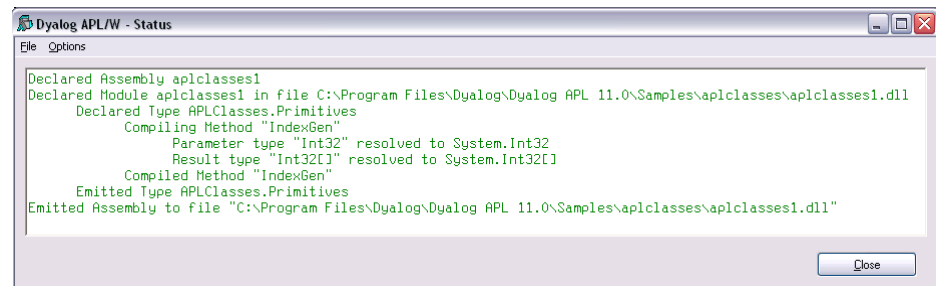 Dyalog APL/W - Status
File Options
Declared Assembly aplclasses1
Declared Module aplclasses1 in file C:\Program Files\Dyalog\Dyalog APL 11.0\Samples\aplclasses\aplclasses1.dll
Declared Type APLClasses.Primitives
Compiling Method "IndexGen"
Parameter type "Int32" resolved to System.Int32
Result type "Int32[]" resolved to System.Int32[]
Compiled Method "IndexGen"
Emitted Type APLClasses.Primitives
Emitted Assembly to file "C:\Program Files\Dyalog\Dyalog APL 11.0\Samples\aplclasses\aplclasses1.dll"
Close